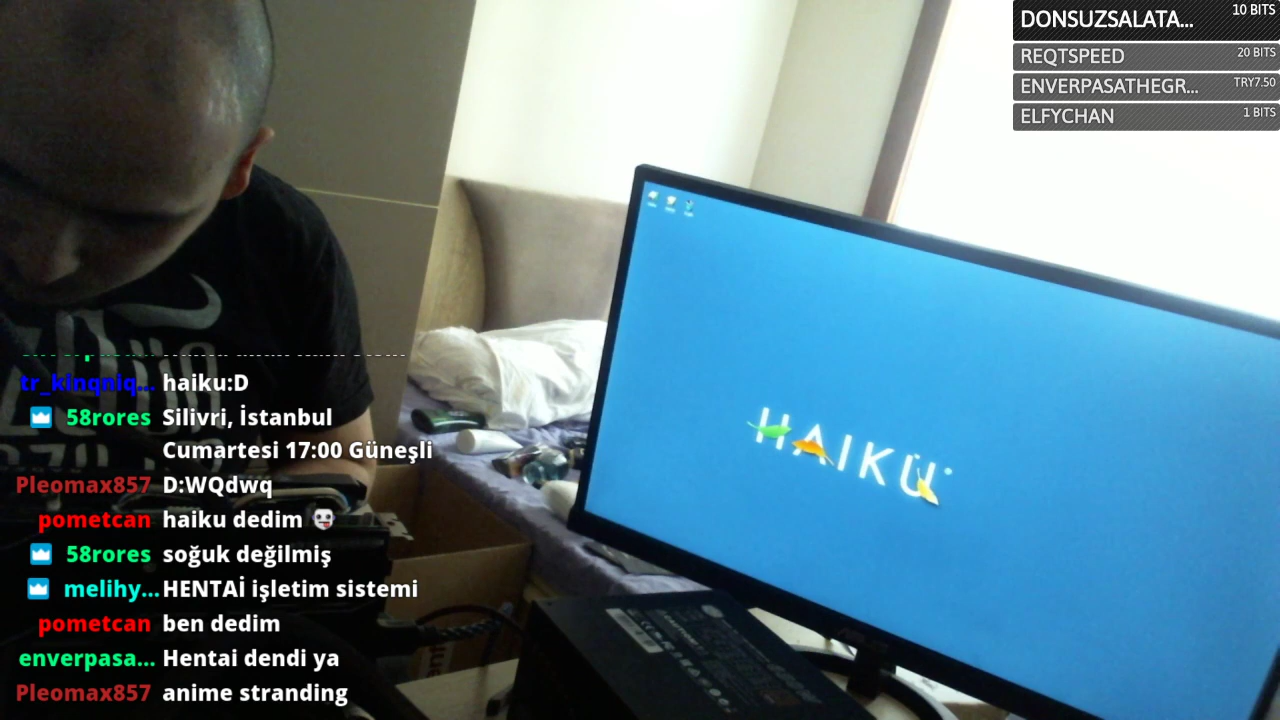 DONSUZSALATA... 10 BITS
REQTSPEED 20 BITS
ENVERPASATHEGR... TRY7.50
ELFYCHAN 1 BITS
HAIKU
tr_klnqniq... haiku:D
58rores Silivri, İstanbul
Cumartesi 17:00 Güneşli
Pleomax857 D:WQdwq
pometcan haiku dedim
58rores soğuk değilmiş
melihy... HENTAİ işletim sistemi
pometcan ben dedim
enverpasa... Hentai dendi ya
Pleomax857 anime stranding